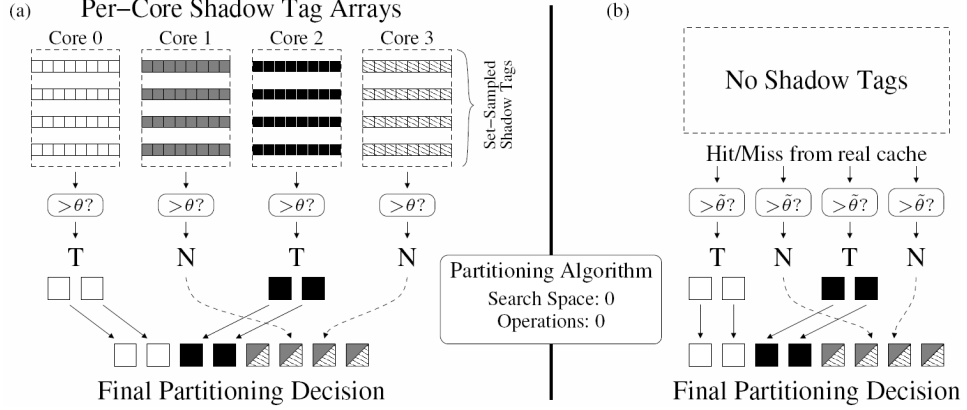 (a)
Per-Core Shadow Tag Arrays
Core 0 Core 1 Core 2 Core 3
Set-Sampled
Shadow Tags
>θ? >θ? >θ? >θ?
T N T N
Final Partitioning Decision
Partitioning Algorithm
Search Space: 0
Operations: 0
(b)
No Shadow Tags
Hit/Miss from real cache
>θ̃? >θ̃? >θ̃? >θ̃?
T N T N
Final Partitioning Decision